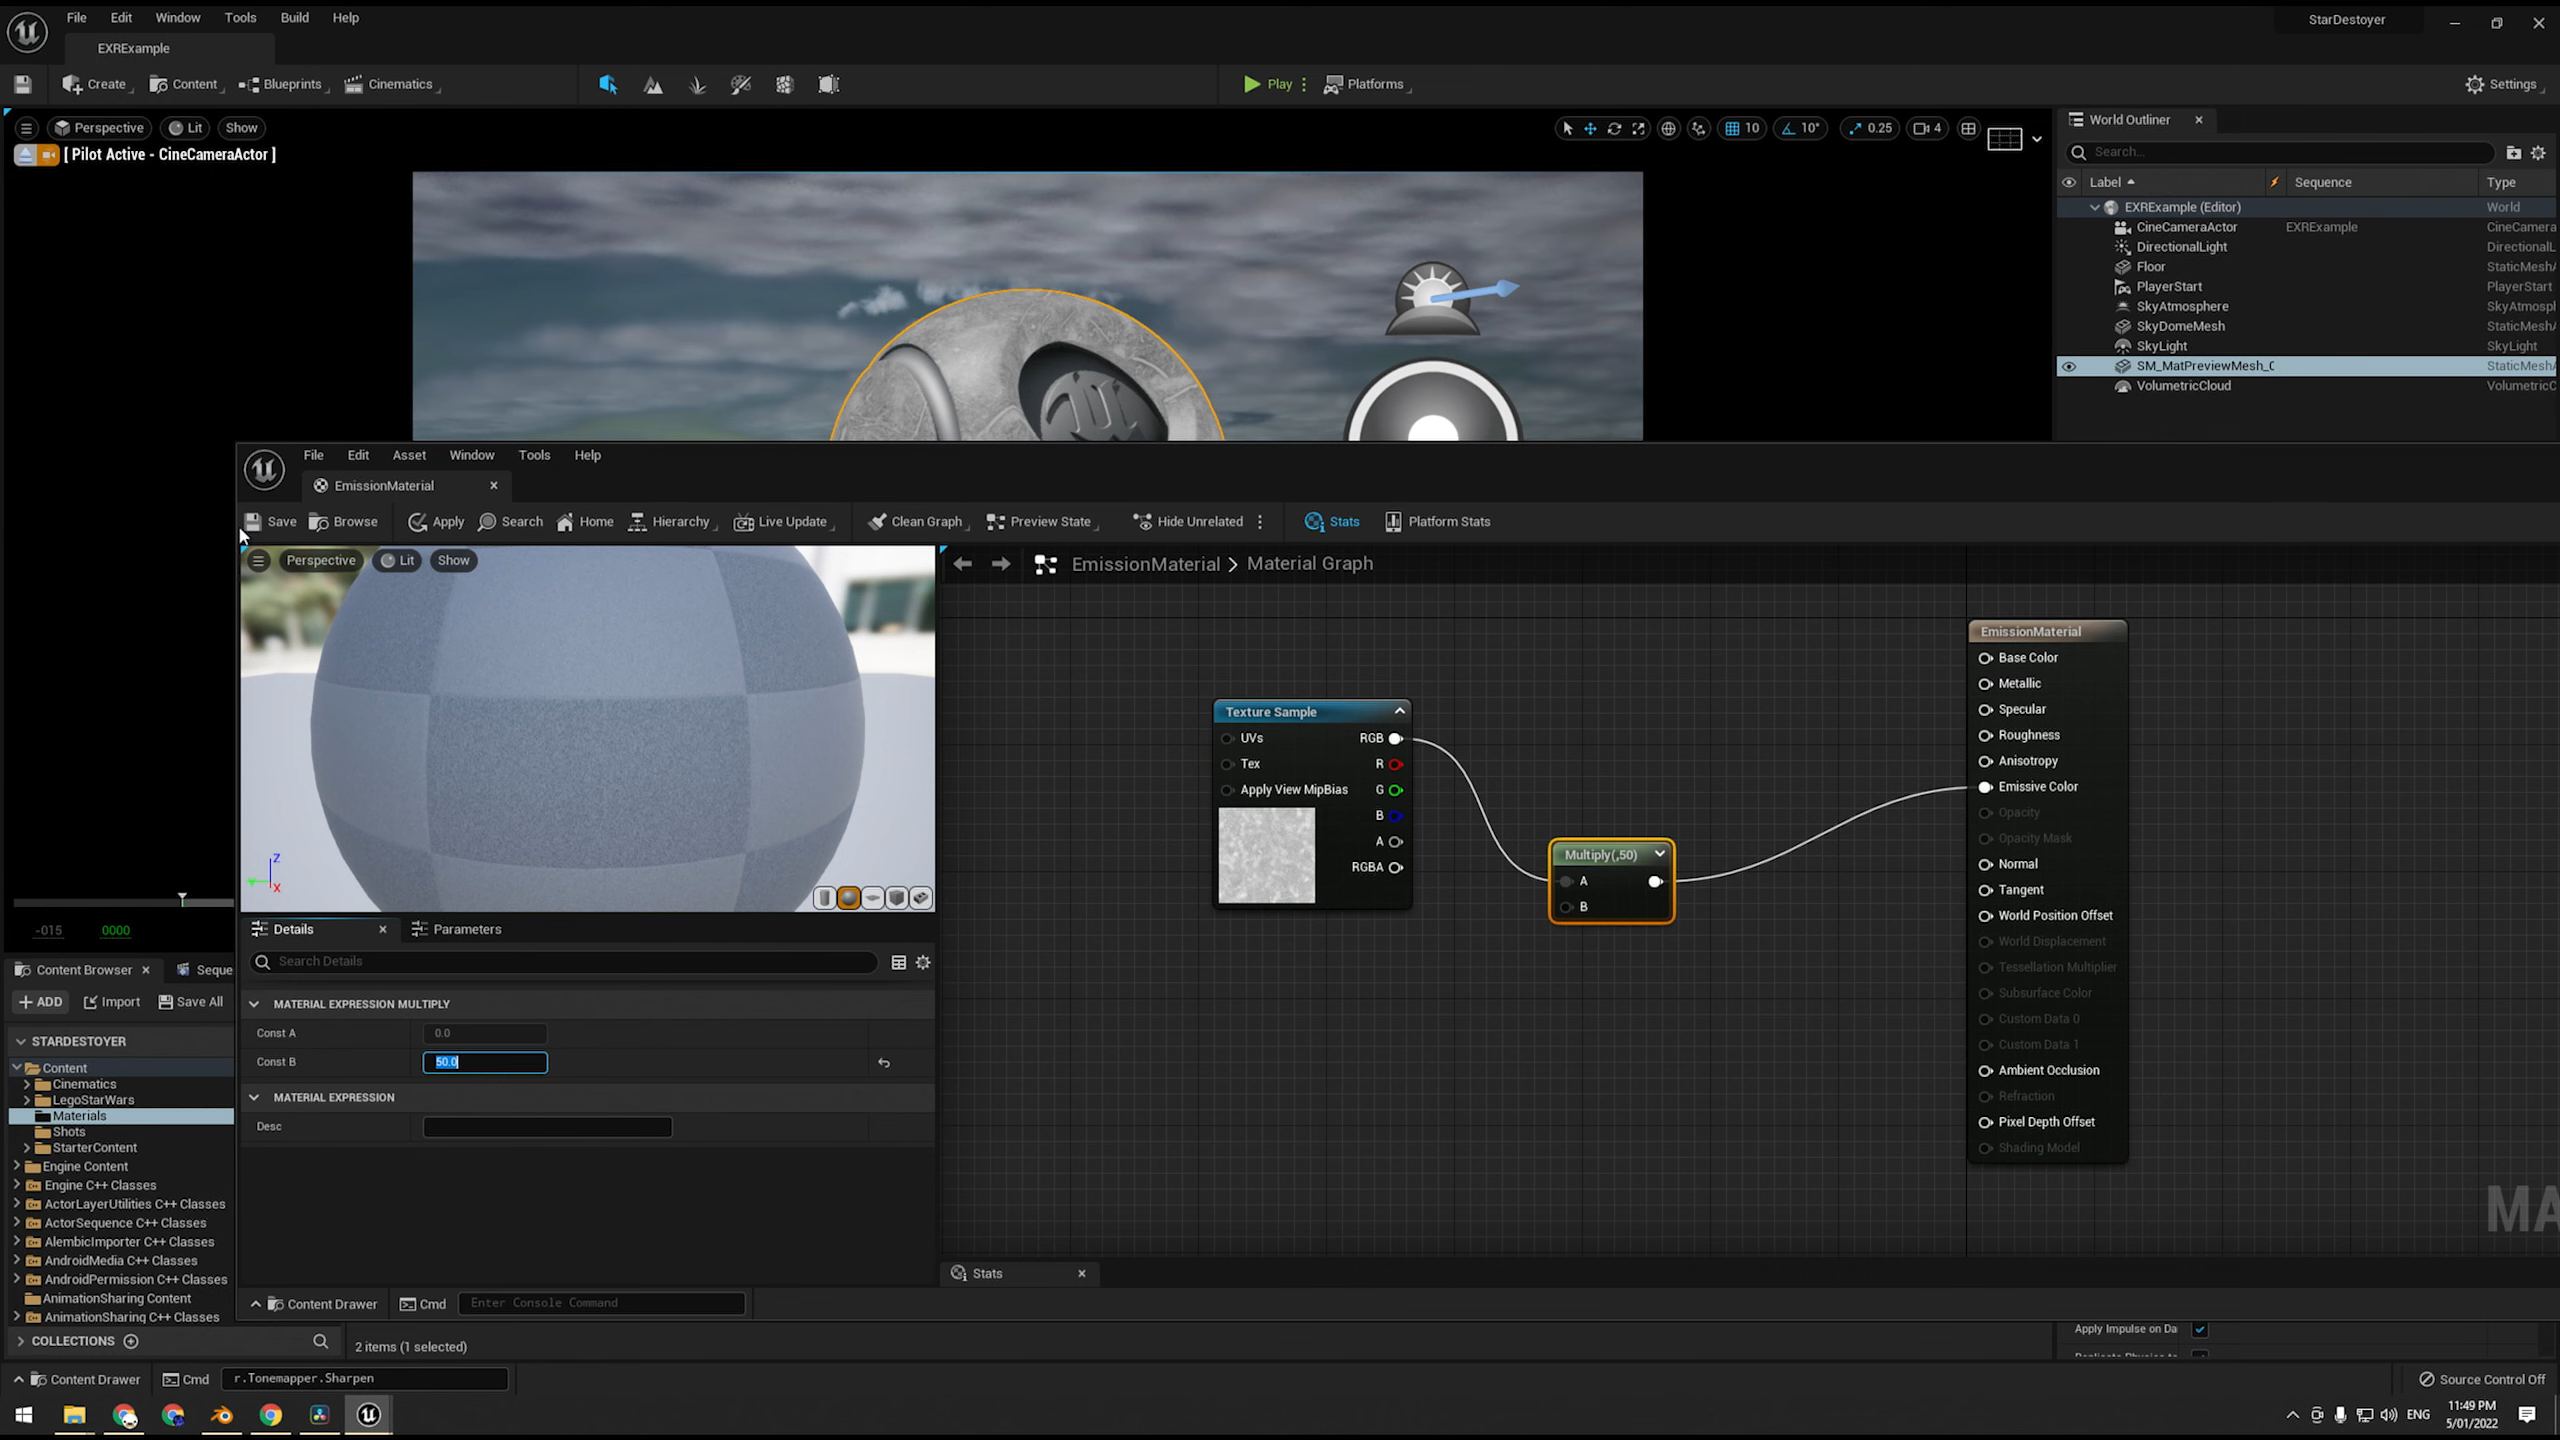 File Edit Window Tools Build Help
StarDestoyer
EXRExample
Create Content Blueprints Cinematics Play Platforms Settings
Perspective Lit Show 10 10° 0.25 4
[ Pilot Active - CineCameraActor ]
World Outliner
Search...
Label Sequence Type
EXRExample (Editor) World
CineCameraActor EXRExample CineCamera
DirectionalLight DirectionalL
Floor StaticMesh
PlayerStart PlayerStart
SkyAtmosphere SkyAtmosp
SkyDomeMesh StaticMesh
SkyLight SkyLight
SM_MatPreviewMesh_ StaticMesh
VolumetricCloud Volumetric
File Edit Asset Window Tools Help
EmissionMaterial
Save Browse Apply Search Home Hierarchy Live Update Clean Graph Preview State Hide Unrelated Stats Platform Stats
Perspective Lit Show
EmissionMaterial > Material Graph
Z
X
Texture Sample
UVs RGB
Tex R
Apply View MipBias G
B
A
RGBA
Multiply(,50)
A
B
EmissionMaterial
Base Color
Metallic
Specular
Roughness
Anisotropy
Emissive Color
Opacity
Opacity Mask
Normal
Tangent
World Position Offset
World Displacement
Tessellation Multiplier
Subsurface Color
Custom Data 0
Custom Data 1
Ambient Occlusion
Refraction
Pixel Depth Offset
Shading Model
MA
Details Parameters
Search Details
MATERIAL EXPRESSION MULTIPLY
Const A 0.0
Const B 50.0
MATERIAL EXPRESSION
Desc
Stats
Content Drawer Cmd Enter Console Command
-015 0000
Content Browser Seque
ADD Import Save All
STARDESTOYER
Content
Cinematics
LegoStarWars
Materials
Shots
StarterContent
Engine Content
Engine C++ Classes
ActorLayerUtilities C++ Classes
ActorSequence C++ Classes
AlembicImporter C++ Classes
AndroidMedia C++ Classes
AndroidPermission C++ Classes
AnimationSharing Content
AnimationSharing C++ Classes
COLLECTIONS
2 items (1 selected)
Apply Impulse on Da
Content Drawer Cmd r.Tonemapper.Sharpen
Source Control Off
ENG
11:49 PM
5/01/2022